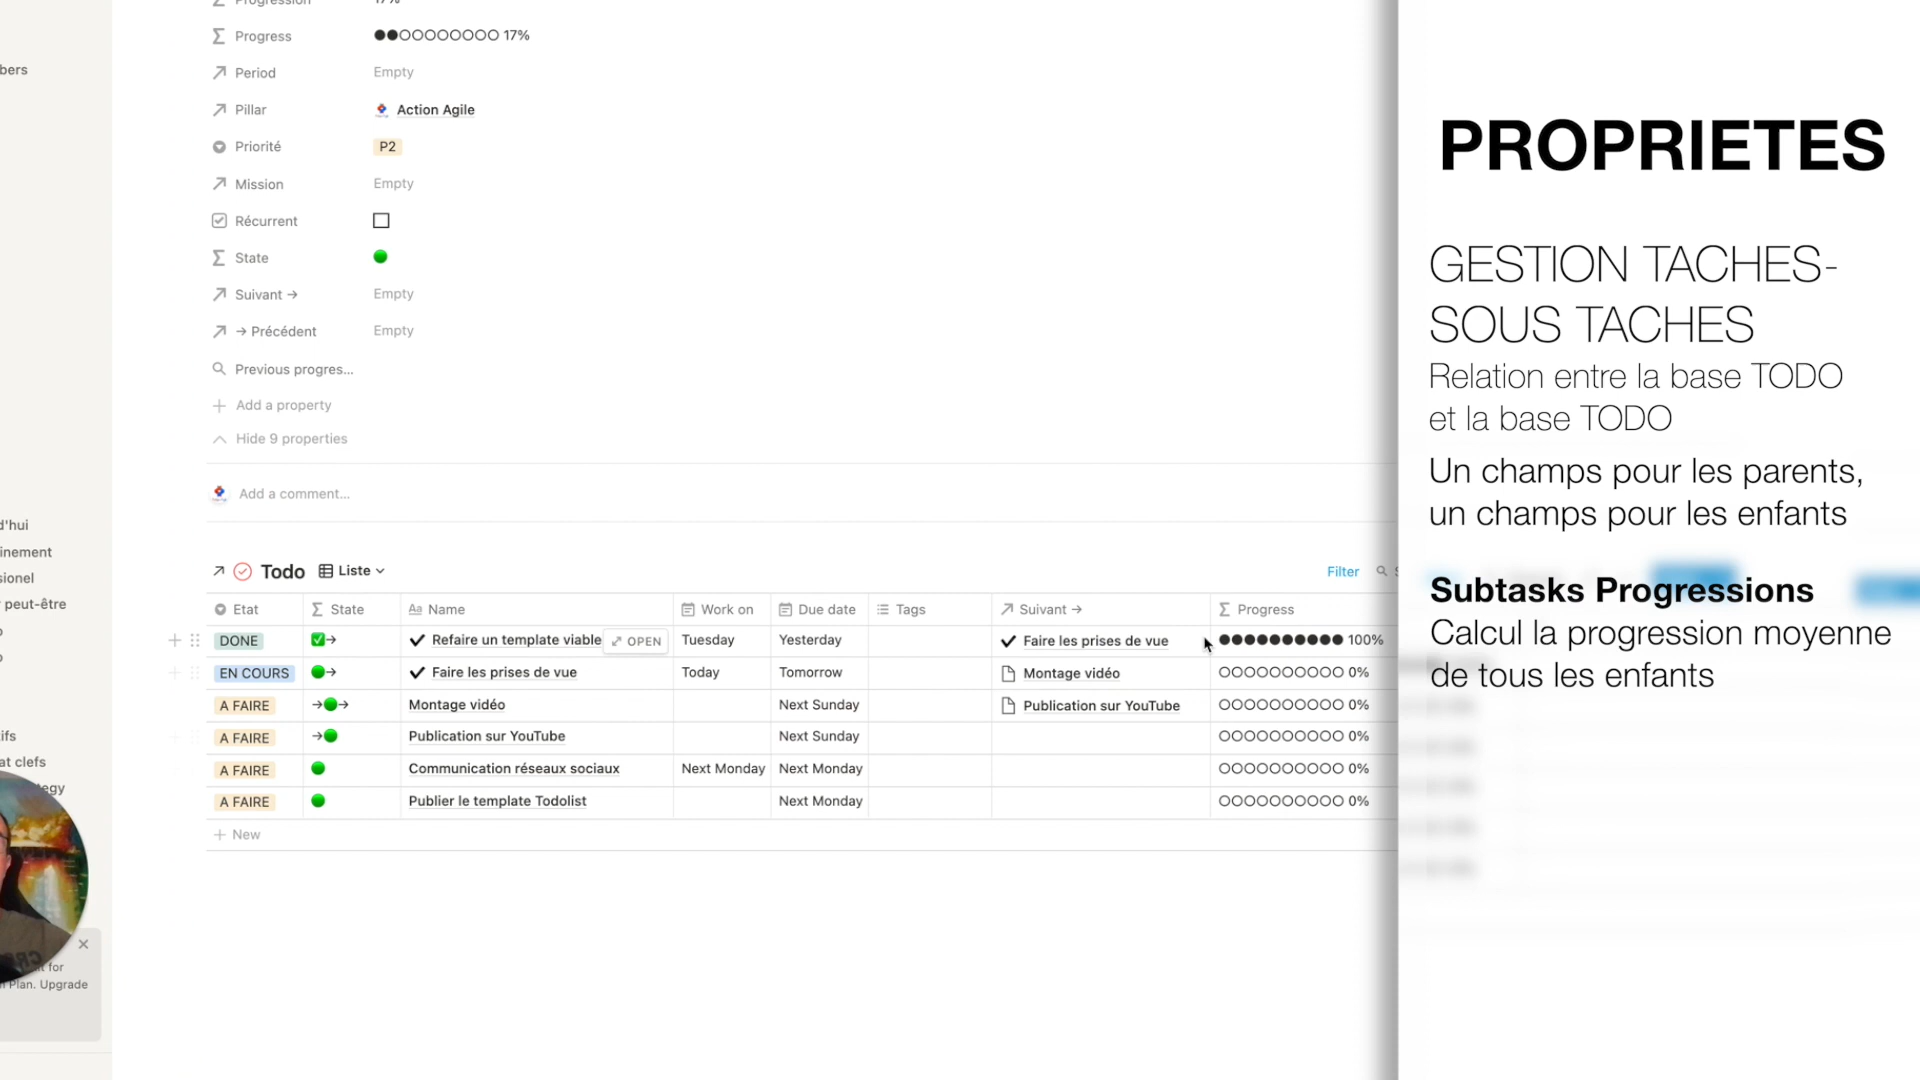 bers
Progression 17%
Progress 17%
Period Empty
Pillar Action Agile
Priorité P2
Mission Empty
Récurrent
State
Suivant → Empty
→ Précédent Empty
Previous progres...
Add a property
Hide 9 properties
Add a comment...
d'hui
inement
sionel
peut-être
ifs
at clefs
egy
t for
Plan. Upgrade
Todo Liste Filter
Etat State Name Work on Due date Tags Suivant → Progress
DONE → Refaire un template viable OPEN Tuesday Yesterday Faire les prises de vue 100%
EN COURS → Faire les prises de vue Today Tomorrow Montage vidéo 0%
A FAIRE → → Montage vidéo Next Sunday Publication sur YouTube 0%
A FAIRE → Publication sur YouTube Next Sunday 0%
A FAIRE Communication réseaux sociaux Next Monday Next Monday 0%
A FAIRE Publier le template Todolist Next Monday 0%
New
PROPRIETES
GESTION TACHES-
SOUS TACHES
Relation entre la base TODO
et la base TODO
Un champs pour les parents,
un champs pour les enfants
Subtasks Progressions
Calcul la progression moyenne
de tous les enfants